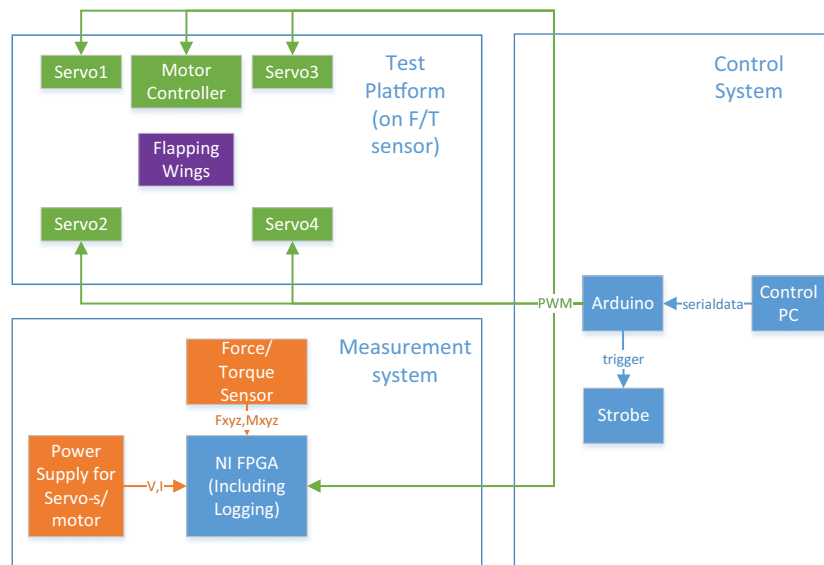 Servo1
Motor
Controller
Servo3
Test
Platform
(on F/T
sensor)
Flapping
Wings
Servo2
Servo4
Control
System
PWM
Arduino
serialdata
Control
PC
trigger
Strobe
Measurement
system
Force/
Torque
Sensor
Fxyz,Mxyz
Power
Supply for
Servo-s/
motor
V,I
NI FPGA
(Including
Logging)